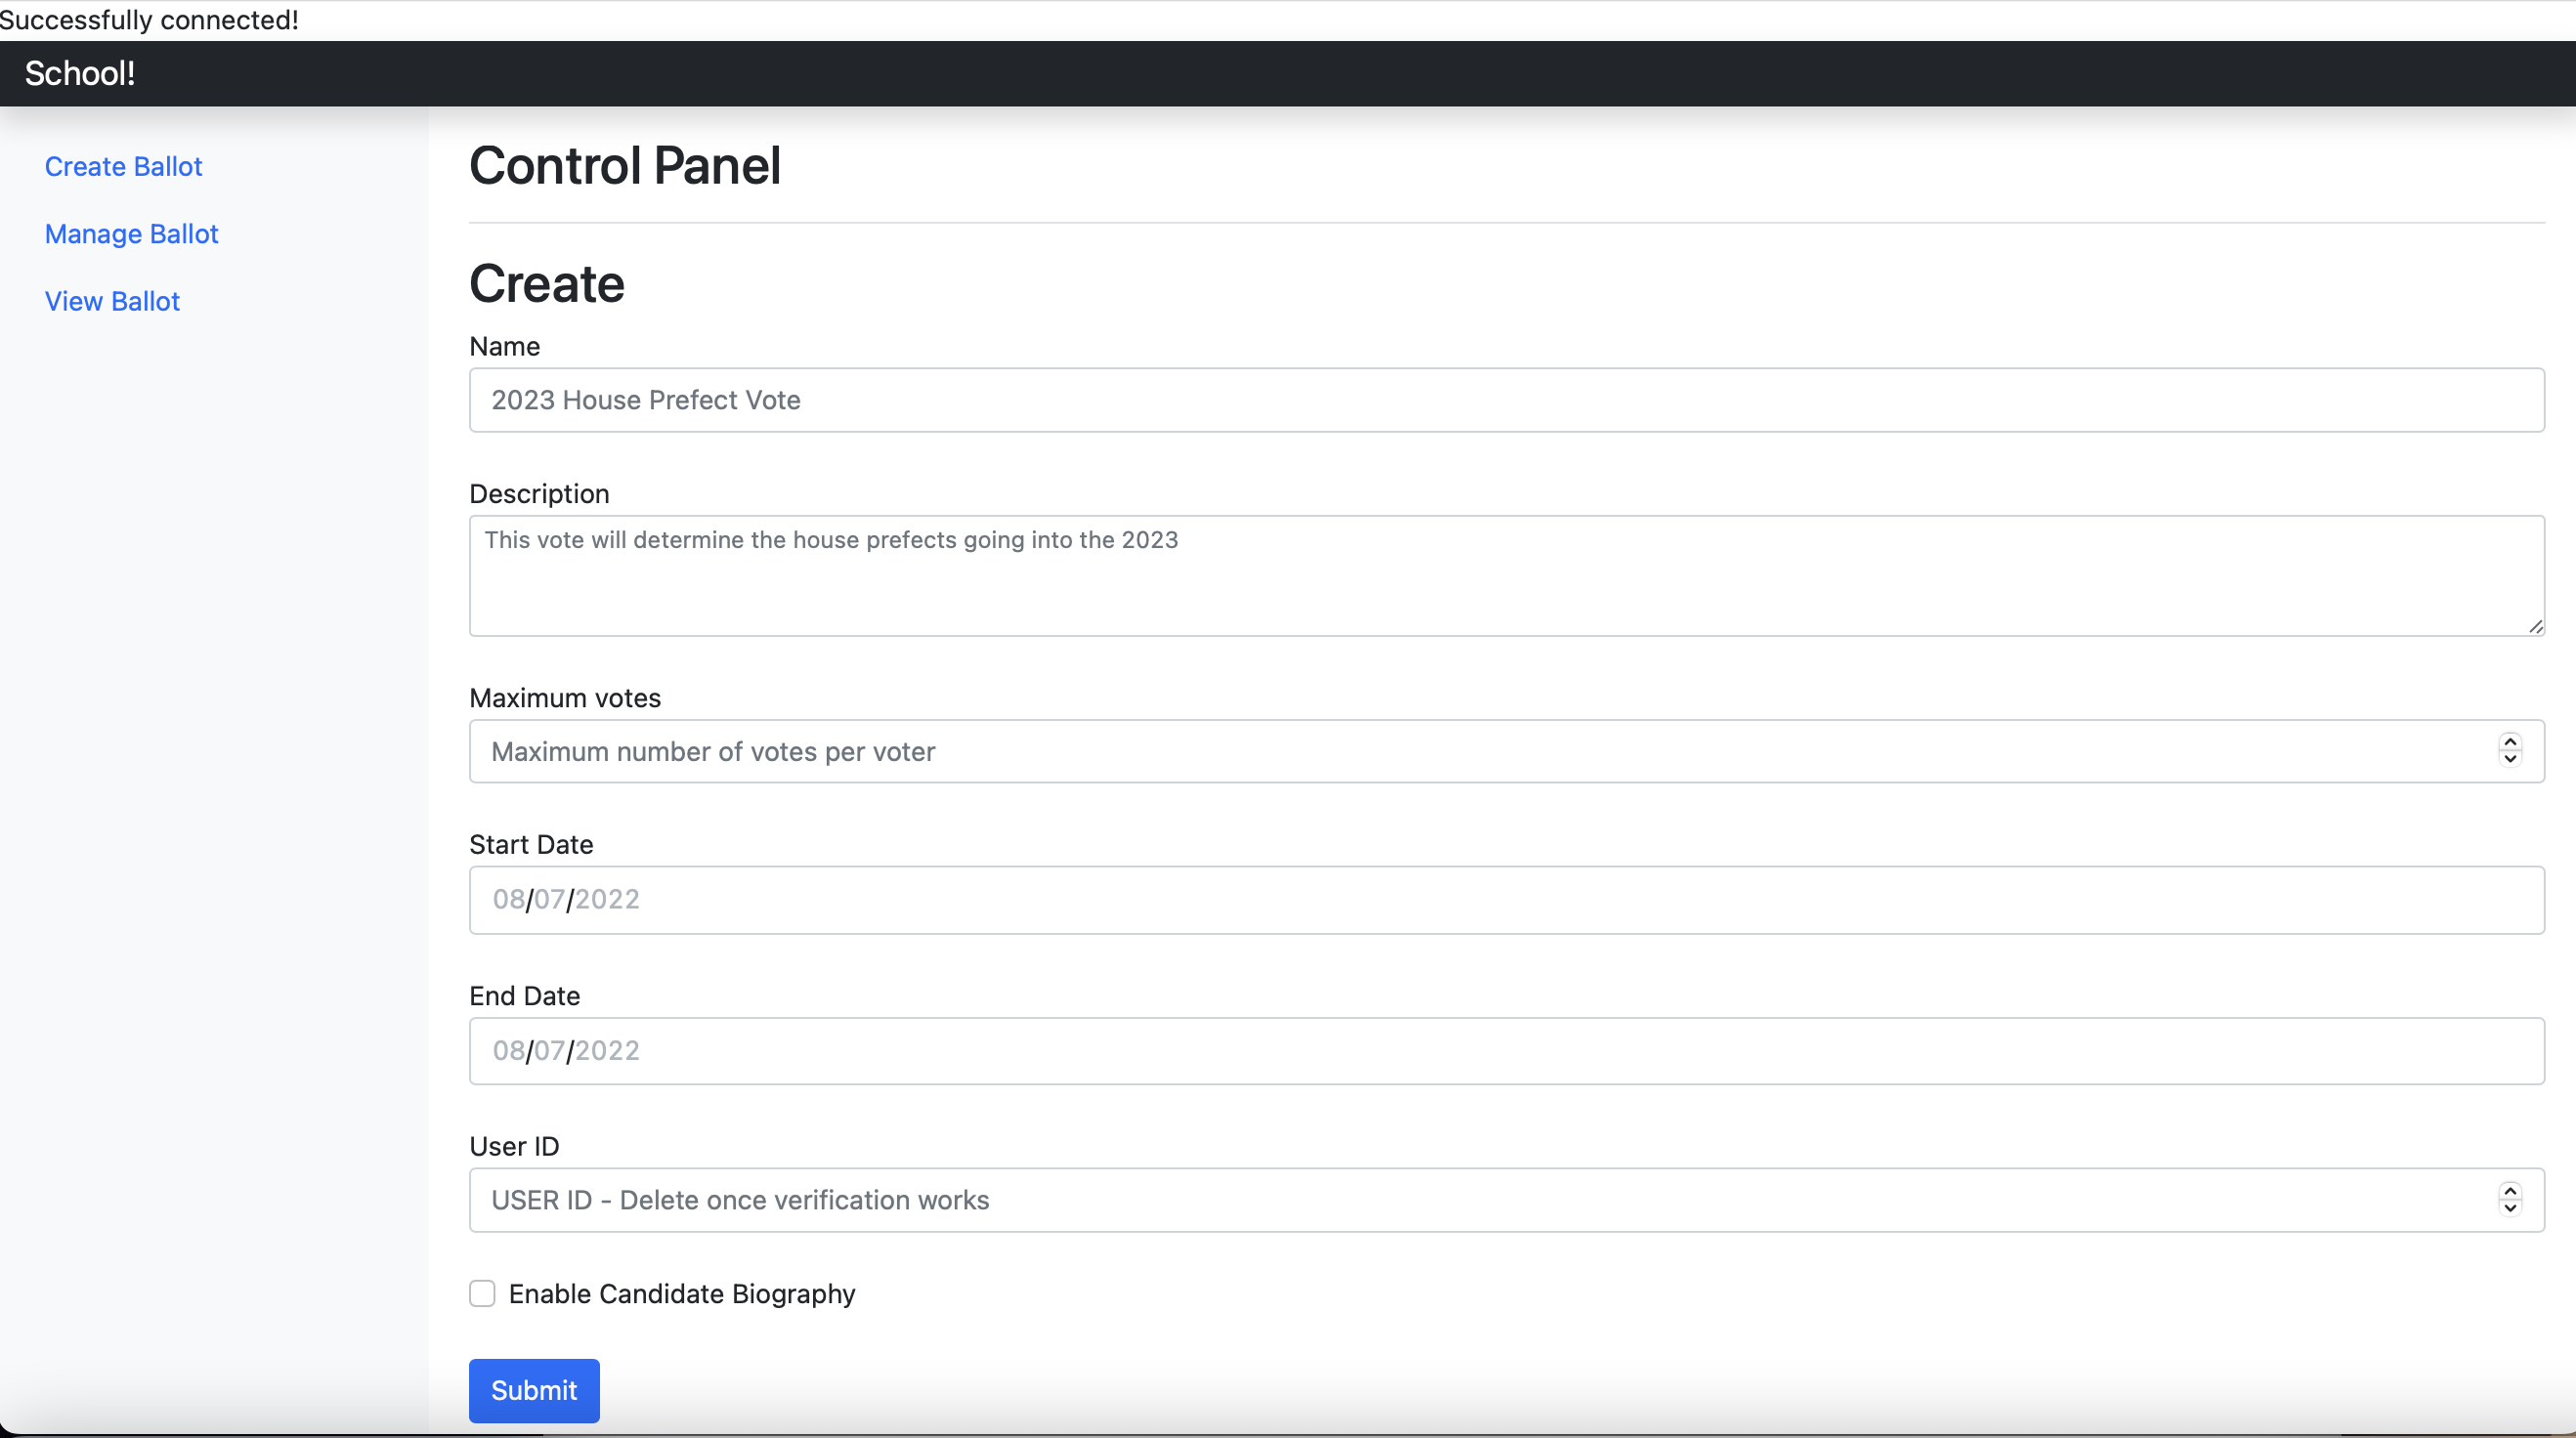 Successfully connected!
School!
Create Ballot
Manage Ballot
View Ballot
Control Panel
Create
Name
2023 House Prefect Vote
Description
This vote will determine the house prefects going into the 2023
Maximum votes
Maximum number of votes per voter
Start Date
08/07/2022
End Date
08/07/2022
User ID
USER ID - Delete once verification works
Enable Candidate Biography
Submit